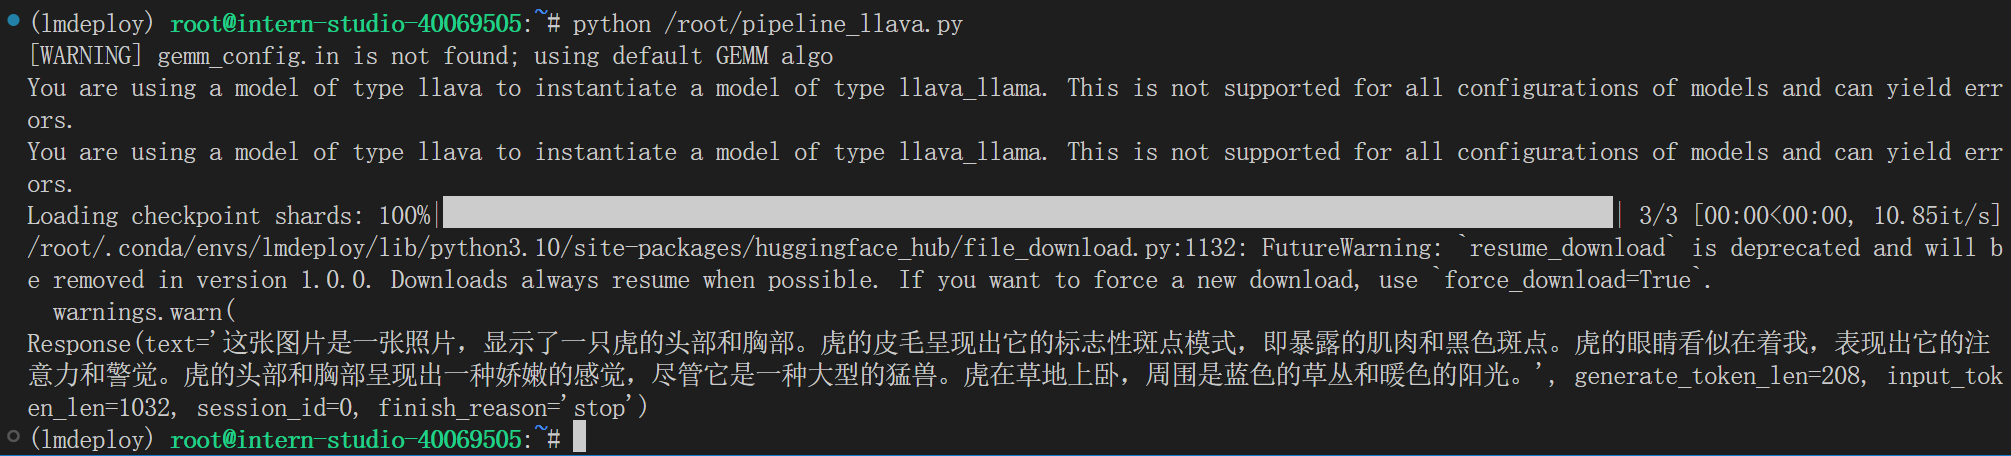 (lmdeploy) root@intern-studio-40069505:~# python /root/pipeline_llava.py
[WARNING] gemm_config.in is not found; using default GEMM algo
You are using a model of type llava to instantiate a model of type llava_llama. This is not supported for all configurations of models and can yield err
ors.
You are using a model of type llava to instantiate a model of type llava_llama. This is not supported for all configurations of models and can yield err
ors.
Loading checkpoint shards: 100%|| 3/3 [00:00<00:00, 10.85it/s]
/root/.conda/envs/lmdeploy/lib/python3.10/site-packages/huggingface_hub/file_download.py:1132: FutureWarning: `resume_download` is deprecated and will b
e removed in version 1.0.0. Downloads always resume when possible. If you want to force a new download, use `force_download=True`.
  warnings.warn(
Response(text='这张图片是一张照片，显示了一只虎的头部和胸部。虎的皮毛呈现出它的标志性斑点模式，即暴露的肌肉和黑色斑点。虎的眼睛看似在着我，表现出它的注
意力和警觉。虎的头部和胸部呈现出一种娇嫩的感觉，尽管它是一种大型的猛兽。虎在草地上卧，周围是蓝色的草丛和暖色的阳光。', generate_token_len=208, input_tok
en_len=1032, session_id=0, finish_reason='stop')
(lmdeploy) root@intern-studio-40069505:~#